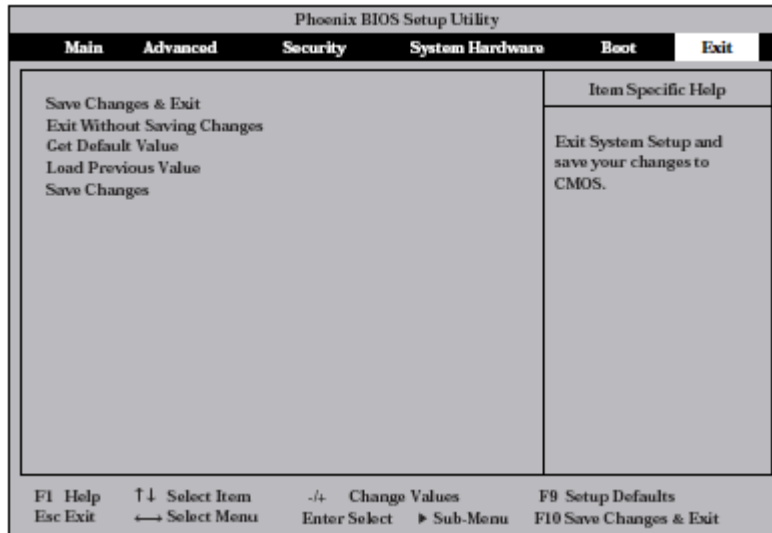 Phoenix BIOS Setup Utility
Main Advanced Security System Hardware Boot Exit
Save Changes & Exit
Exit Without Saving Changes
Get Default Value
Load Previous Value
Save Changes
Item Specific Help
Exit System Setup and
save your changes to
CMOS.
F1 Help ↑↓ Select Item -/+ Change Values F9 Setup Defaults
Esc Exit ←→ Select Menu Enter Select ▶ Sub-Menu F10 Save Changes & Exit